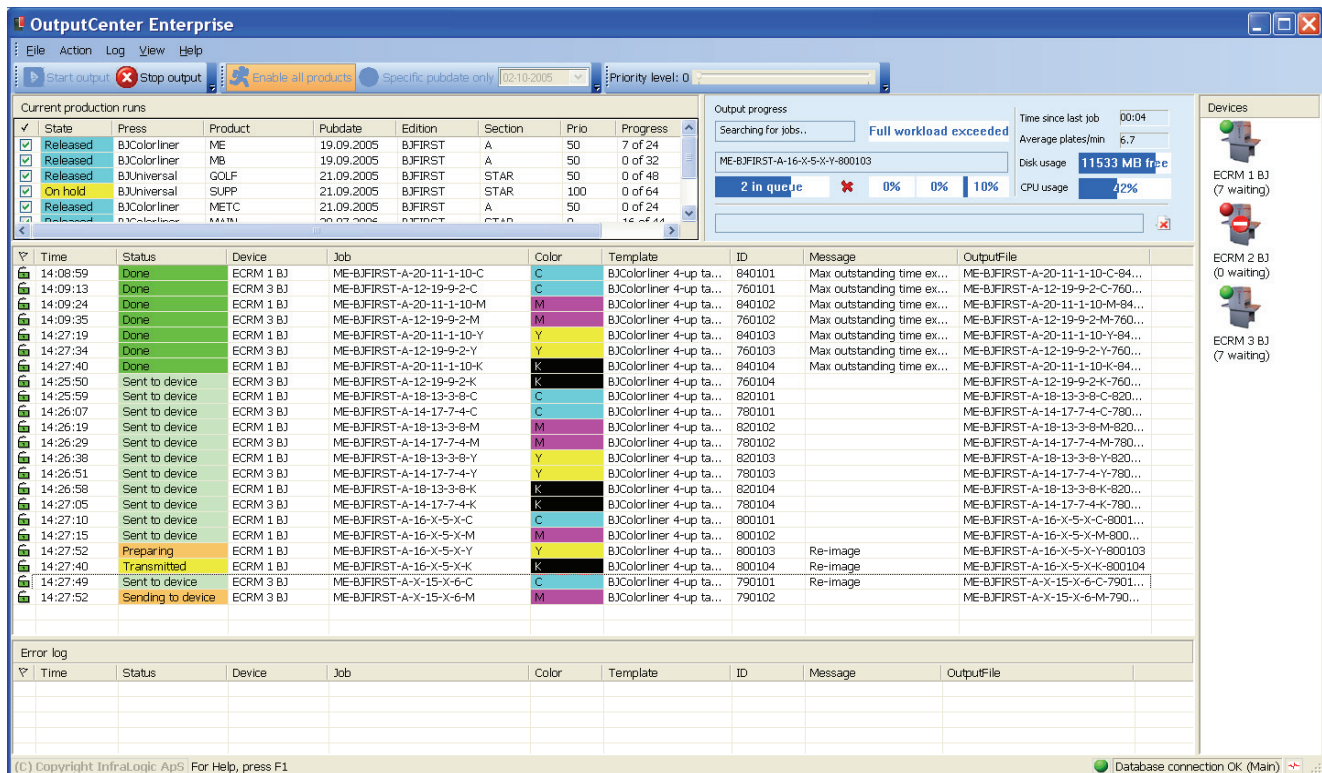 OutputCenter Enterprise
File Action Log View Help
Start output Stop output Enable all products Specific pubdate only 02-10-2005 Priority level: 0
Current production runs
State Press Product Pubdate Edition Section Prio Progress
Released BJColorliner ME 19.09.2005 BJFIRST A 50 7 of 24
Released BJColorliner MB 19.09.2005 BJFIRST A 50 0 of 32
Released BJUniversal GOLF 21.09.2005 BJFIRST STAR 50 0 of 48
On hold BJUniversal SUPP 21.09.2005 BJFIRST STAR 100 0 of 64
Released BJColorliner METC 21.09.2005 BJFIRST A 50 0 of 24
Output progress
Searching for jobs.. Full workload exceeded
ME-BJFIRST-A-16-X-5-X-Y-800103
2 in queue 0% 0% 10%
Time since last job 00:04
Average plates/min 6.7
Disk usage 11533 MB free
CPU usage 42%
Devices
ECRM 1 BJ
(7 waiting)
ECRM 2 BJ
(0 waiting)
ECRM 3 BJ
(7 waiting)
Time Status Device Job Color Template ID Message OutputFile
14:08:59 Done ECRM 1 BJ ME-BJFIRST-A-20-11-1-10-C C BJColorliner 4-up ta... 840101 Max outstanding time ex... ME-BJFIRST-A-20-11-1-10-C-84...
14:09:13 Done ECRM 3 BJ ME-BJFIRST-A-12-19-9-2-C C BJColorliner 4-up ta... 760101 Max outstanding time ex... ME-BJFIRST-A-12-19-9-2-C-760...
14:09:24 Done ECRM 1 BJ ME-BJFIRST-A-20-11-1-10-M M BJColorliner 4-up ta... 840102 Max outstanding time ex... ME-BJFIRST-A-20-11-1-10-M-84...
14:09:35 Done ECRM 3 BJ ME-BJFIRST-A-12-19-9-2-M M BJColorliner 4-up ta... 760102 Max outstanding time ex... ME-BJFIRST-A-12-19-9-2-M-760...
14:27:19 Done ECRM 1 BJ ME-BJFIRST-A-20-11-1-10-Y Y BJColorliner 4-up ta... 840103 Max outstanding time ex... ME-BJFIRST-A-20-11-1-10-Y-84...
14:27:34 Done ECRM 3 BJ ME-BJFIRST-A-12-19-9-2-Y Y BJColorliner 4-up ta... 760103 Max outstanding time ex... ME-BJFIRST-A-12-19-9-2-Y-760...
14:27:40 Done ECRM 1 BJ ME-BJFIRST-A-20-11-1-10-K K BJColorliner 4-up ta... 840104 Max outstanding time ex... ME-BJFIRST-A-20-11-1-10-K-84...
14:25:50 Sent to device ECRM 3 BJ ME-BJFIRST-A-12-19-9-2-K K BJColorliner 4-up ta... 760104 ME-BJFIRST-A-12-19-9-2-K-760...
14:25:59 Sent to device ECRM 1 BJ ME-BJFIRST-A-18-13-3-8-C C BJColorliner 4-up ta... 820101 ME-BJFIRST-A-18-13-3-8-C-820...
14:26:07 Sent to device ECRM 3 BJ ME-BJFIRST-A-14-17-7-4-C C BJColorliner 4-up ta... 780101 ME-BJFIRST-A-14-17-7-4-C-780...
14:26:19 Sent to device ECRM 1 BJ ME-BJFIRST-A-18-13-3-8-M M BJColorliner 4-up ta... 820102 ME-BJFIRST-A-18-13-3-8-M-820...
14:26:29 Sent to device ECRM 3 BJ ME-BJFIRST-A-14-17-7-4-M M BJColorliner 4-up ta... 780102 ME-BJFIRST-A-14-17-7-4-M-780...
14:26:38 Sent to device ECRM 1 BJ ME-BJFIRST-A-18-13-3-8-Y Y BJColorliner 4-up ta... 820103 ME-BJFIRST-A-18-13-3-8-Y-820...
14:26:51 Sent to device ECRM 3 BJ ME-BJFIRST-A-14-17-7-4-Y Y BJColorliner 4-up ta... 780103 ME-BJFIRST-A-14-17-7-4-Y-780...
14:26:58 Sent to device ECRM 1 BJ ME-BJFIRST-A-18-13-3-8-K K BJColorliner 4-up ta... 820104 ME-BJFIRST-A-18-13-3-8-K-820...
14:27:05 Sent to device ECRM 3 BJ ME-BJFIRST-A-14-17-7-4-K K BJColorliner 4-up ta... 780104 ME-BJFIRST-A-14-17-7-4-K-780...
14:27:10 Sent to device ECRM 1 BJ ME-BJFIRST-A-16-X-5-X-C C BJColorliner 4-up ta... 800101 ME-BJFIRST-A-16-X-5-X-C-8001...
14:27:15 Sent to device ECRM 1 BJ ME-BJFIRST-A-16-X-5-X-M M BJColorliner 4-up ta... 800102 ME-BJFIRST-A-16-X-5-X-M-800...
14:27:52 Preparing ECRM 1 BJ ME-BJFIRST-A-16-X-5-X-Y Y BJColorliner 4-up ta... 800103 Re-image ME-BJFIRST-A-16-X-5-X-Y-800103
14:27:40 Transmitted ECRM 1 BJ ME-BJFIRST-A-16-X-5-X-K K BJColorliner 4-up ta... 800104 Re-image ME-BJFIRST-A-16-X-5-X-K-800104
14:27:49 Sent to device ECRM 3 BJ ME-BJFIRST-A-X-15-X-6-C C BJColorliner 4-up ta... 790101 Re-image ME-BJFIRST-A-X-15-X-6-C-7901...
14:27:52 Sending to device ECRM 3 BJ ME-BJFIRST-A-X-15-X-6-M M BJColorliner 4-up ta... 790102 ME-BJFIRST-A-X-15-X-6-M-790...
Error log
Time Status Device Job Color Template ID Message OutputFile
(C) Copyright InfraLogic ApS For Help, press F1 Database connection OK (Main)